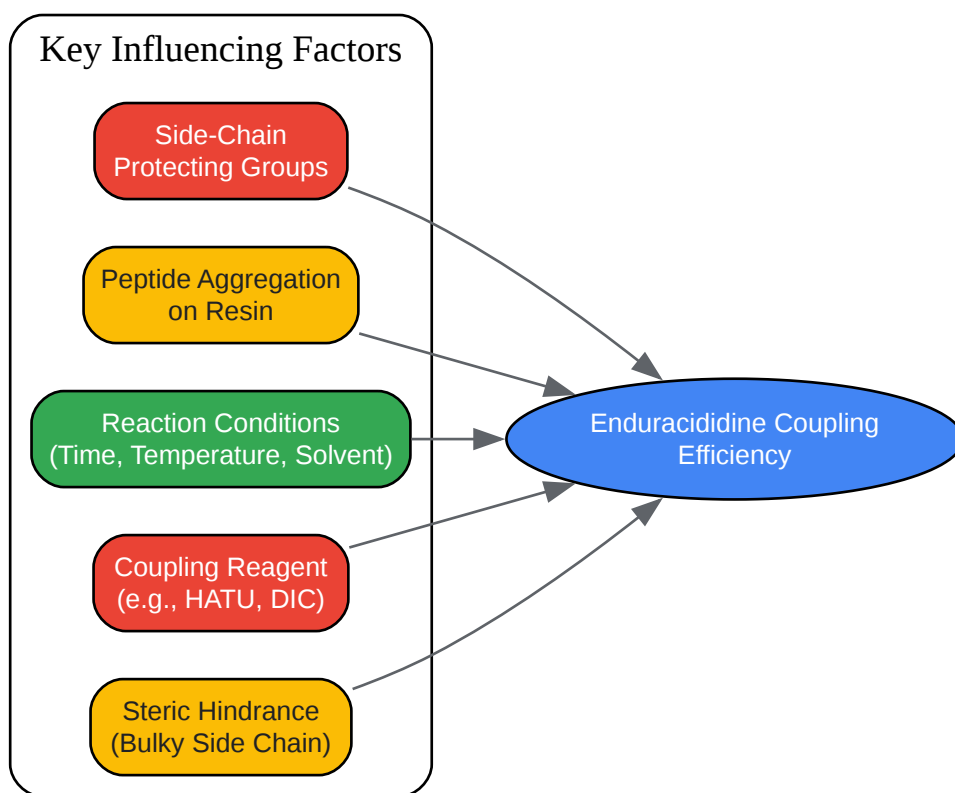 Key Influencing Factors
Side-Chain
Protecting Groups
Peptide Aggregation
on Resin
Reaction Conditions
(Time, Temperature, Solvent)
Enduracididine Coupling
Efficiency
Coupling Reagent
(e.g., HATU, DIC)
Steric Hindrance
(Bulky Side Chain)